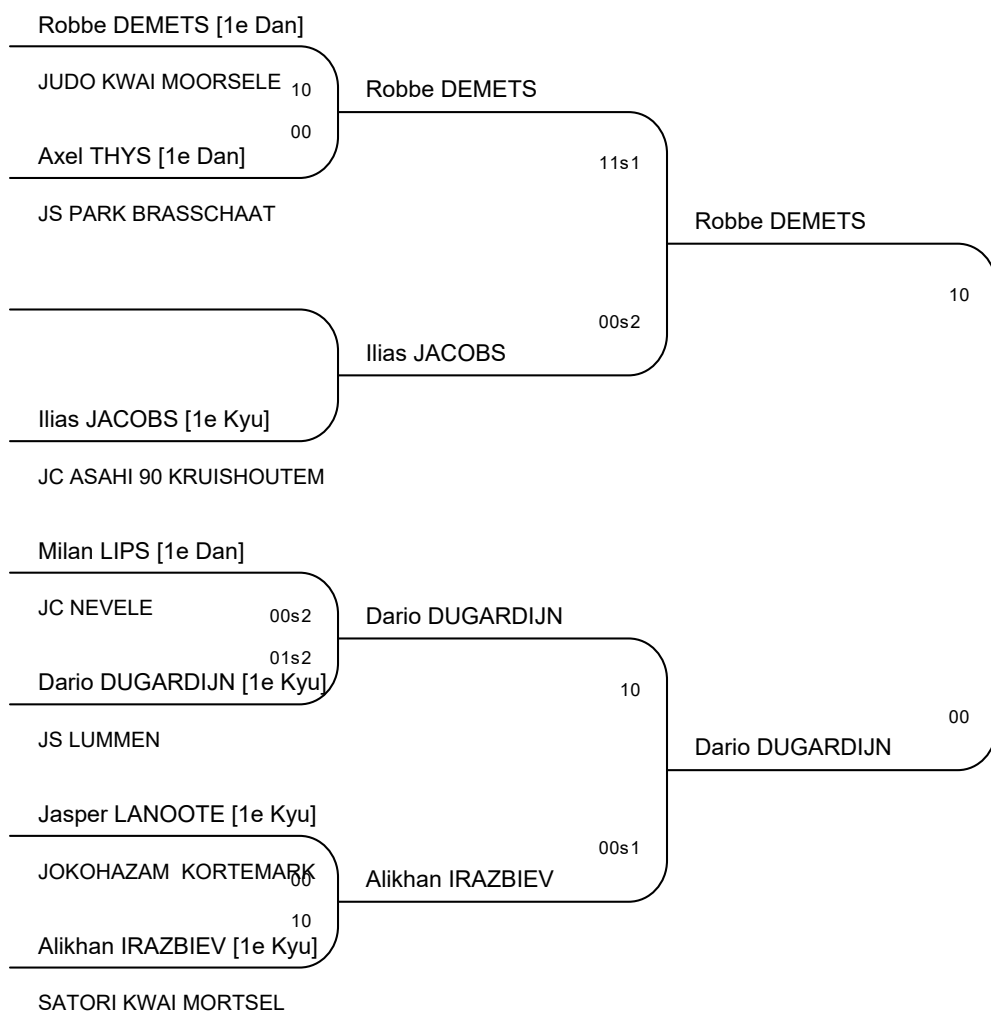 Robbe DEMETS [1e Dan]
JUDO KWAI MOORSELE
10
Robbe DEMETS
00
Axel THYS [1e Dan]
11s1
JS PARK BRASSCHAAT
Robbe DEMETS
10
00s2
Ilias JACOBS
Ilias JACOBS [1e Kyu]
JC ASAHI 90 KRUISHOUTEM
Milan LIPS [1e Dan]
JC NEVELE
00s2
Dario DUGARDIJN
01s2
Dario DUGARDIJN [1e Kyu]
10
00
JS LUMMEN
Dario DUGARDIJN
Jasper LANOOTE [1e Kyu]
00s1
JOKOHAZAM KORTEMARK
00
Alikhan IRAZBIEV
10
Alikhan IRAZBIEV [1e Kyu]
SATORI KWAI MORTSEL